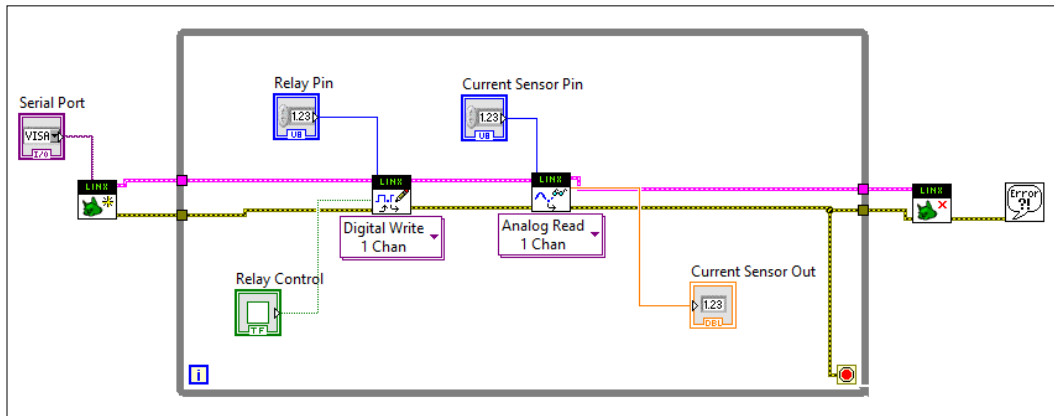 Serial Port
VISA
I/O
LINX
Relay Pin
1.23
U8
Current Sensor Pin
1.23
U8
LINX
Digital Write
1 Chan
LINX
Analog Read
1 Chan
Relay Control
TF
Current Sensor Out
1.23
DBL
i
LINX
Error
?!